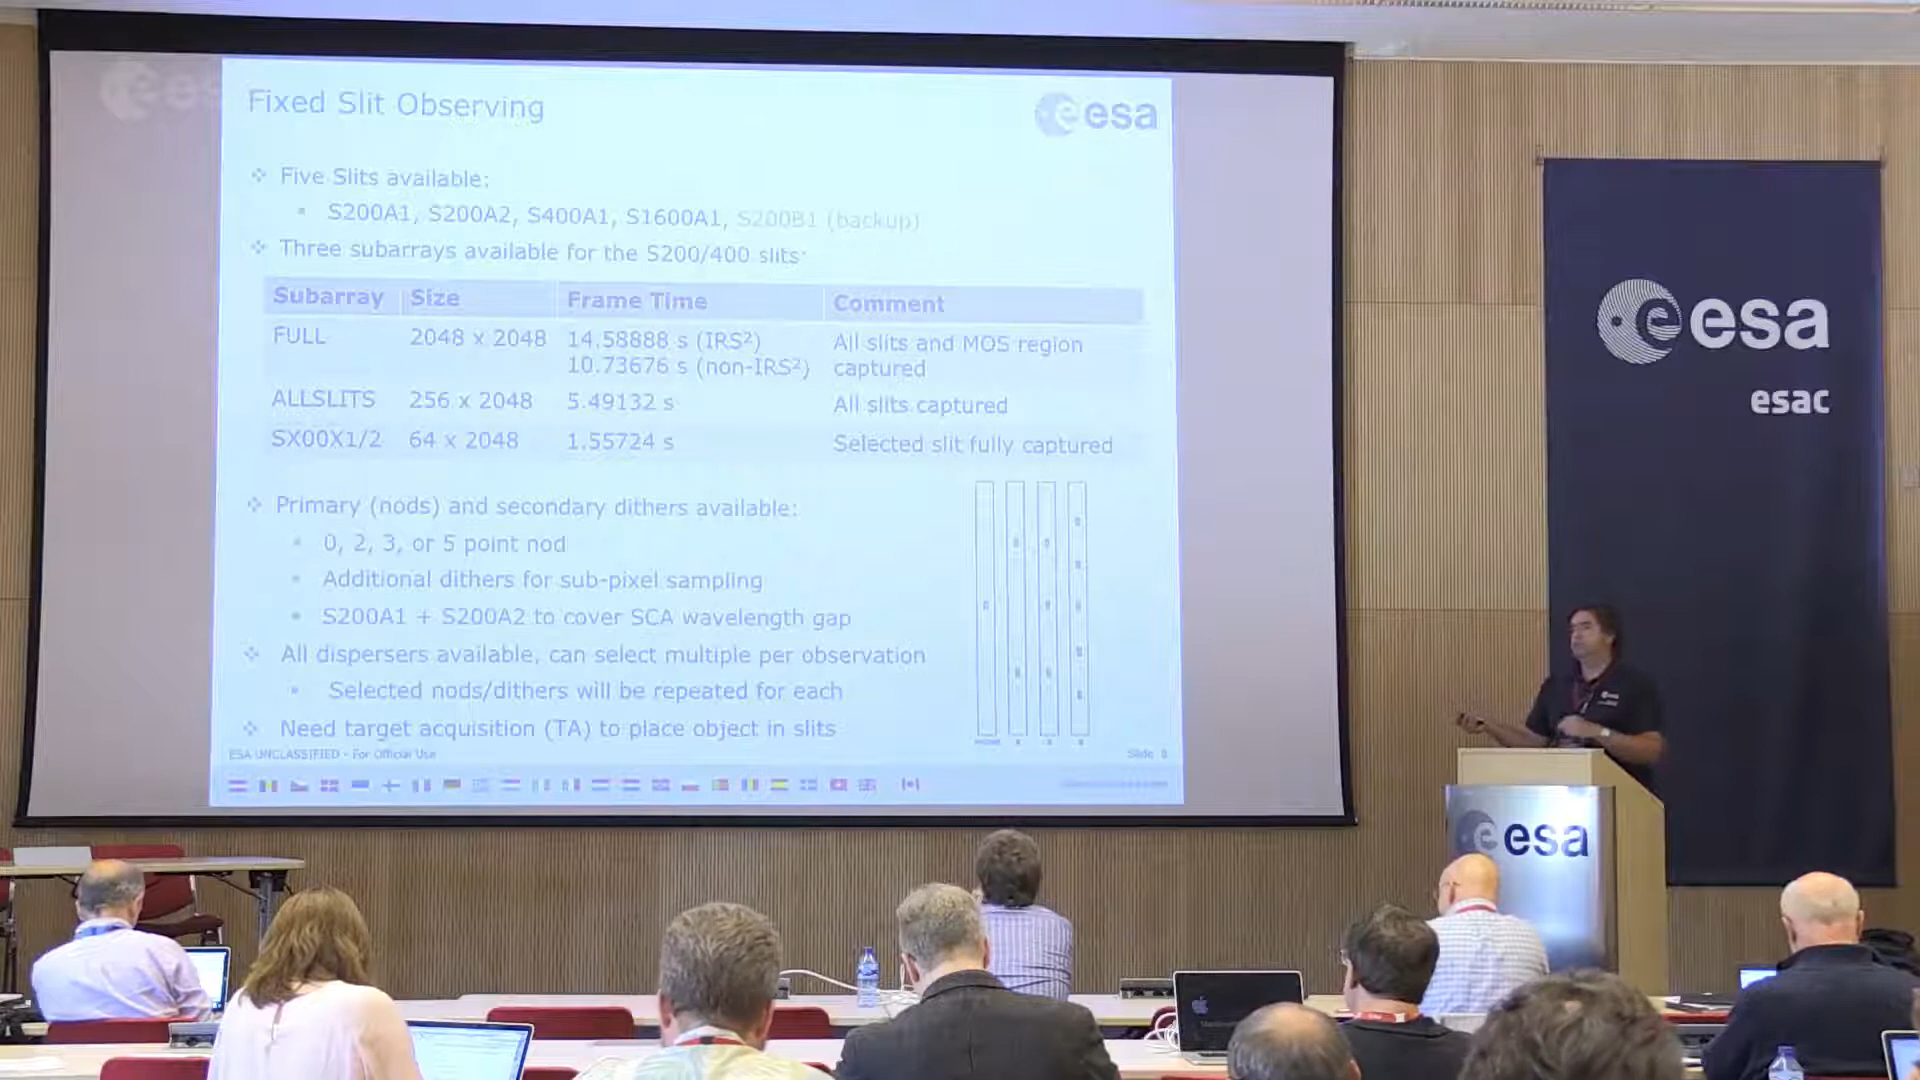 Fixed Slit Observing
esa
Five Slits available:
S200A1, S200A2, S400A1, S1600A1, S200B1 (backup)
Three subarrays available for the S200/400 slits:
Subarray Size Frame Time Comment
FULL 2048 x 2048 14.58888 s (IRS²) All slits and MOS region
10.73676 s (non-IRS²) captured
ALLSLITS 256 x 2048 5.49132 s All slits captured
SX00X1/2 64 x 2048 1.55724 s Selected slit fully captured
Primary (nods) and secondary dithers available:
0, 2, 3, or 5 point nod
Additional dithers for sub-pixel sampling
S200A1 + S200A2 to cover SCA wavelength gap
All dispersers available, can select multiple per observation
Selected nods/dithers will be repeated for each
Need target acquisition (TA) to place object in slits
ESA UNCLASSIFIED - For Official Use
Slide
esa
esac
esa